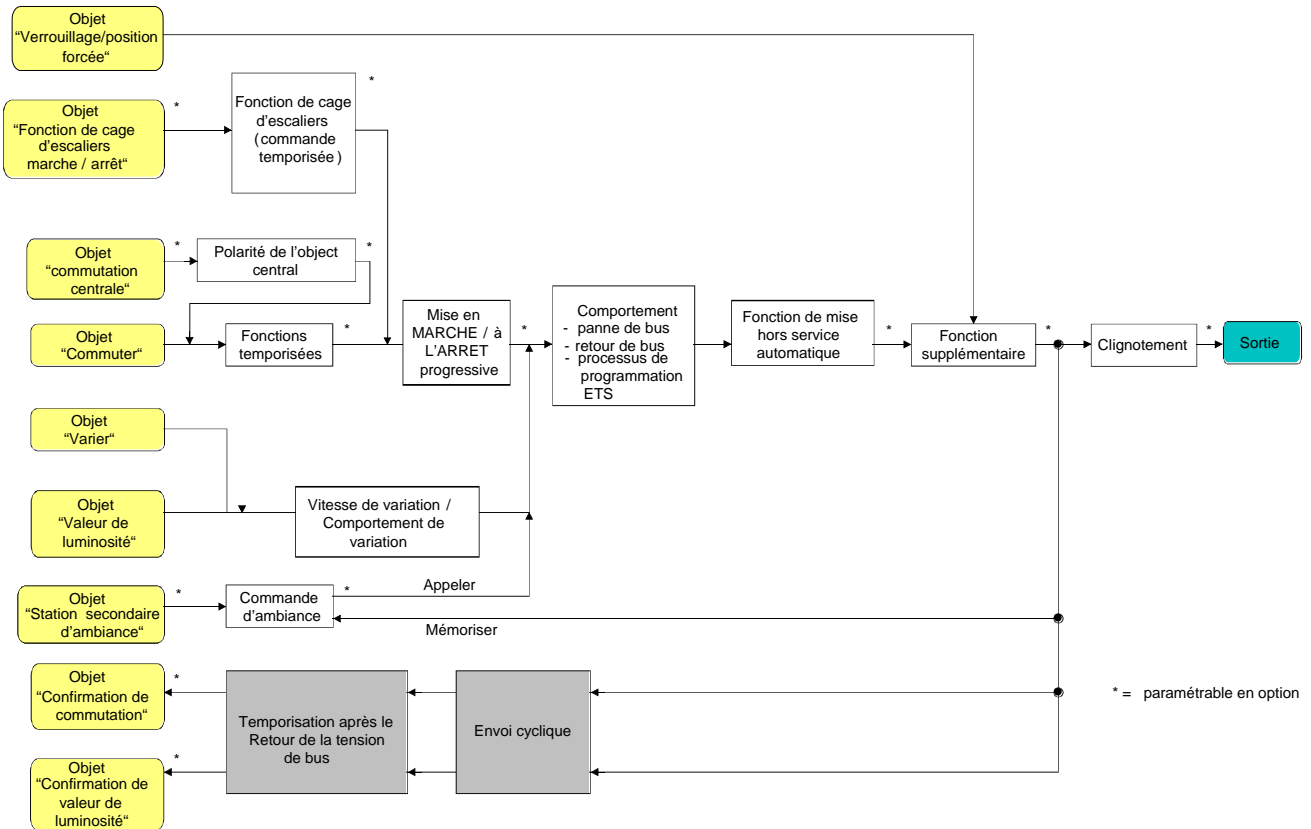 Objet
“Verrouillage/position
forcée“
*
Objet
“Fonction de cage
d'escaliers
marche / arrêt“
*
Fonction de cage
d'escaliers
(commande
temporisée)
Objet
“commutation
centrale“
*
Polarité de l'object
central
*
Objet
“Commuter“
Fonctions
temporisées
*
Mise en
MARCHE / à
L'ARRET
progressive
*
Comportement
- panne de bus
- retour de bus
- processus de
programmation
ETS
Fonction de mise
hors service
automatique
*
Fonction
supplémentaire
*
Clignotement
*
Sortie
Objet
“Varier“
Objet
“Valeur de
luminosité“
Vitesse de variation /
Comportement de
variation
Objet
“Station secondaire
d'ambiance“
*
Commande
d'ambiance
*
Appeler
Mémoriser
Objet
“Confirmation de
commutation“
*
Temporisation après le
Retour de la tension
de bus
Envoi cyclique
* = paramétrable en option
Objet
“Confirmation de
valeur de
luminosité“
*